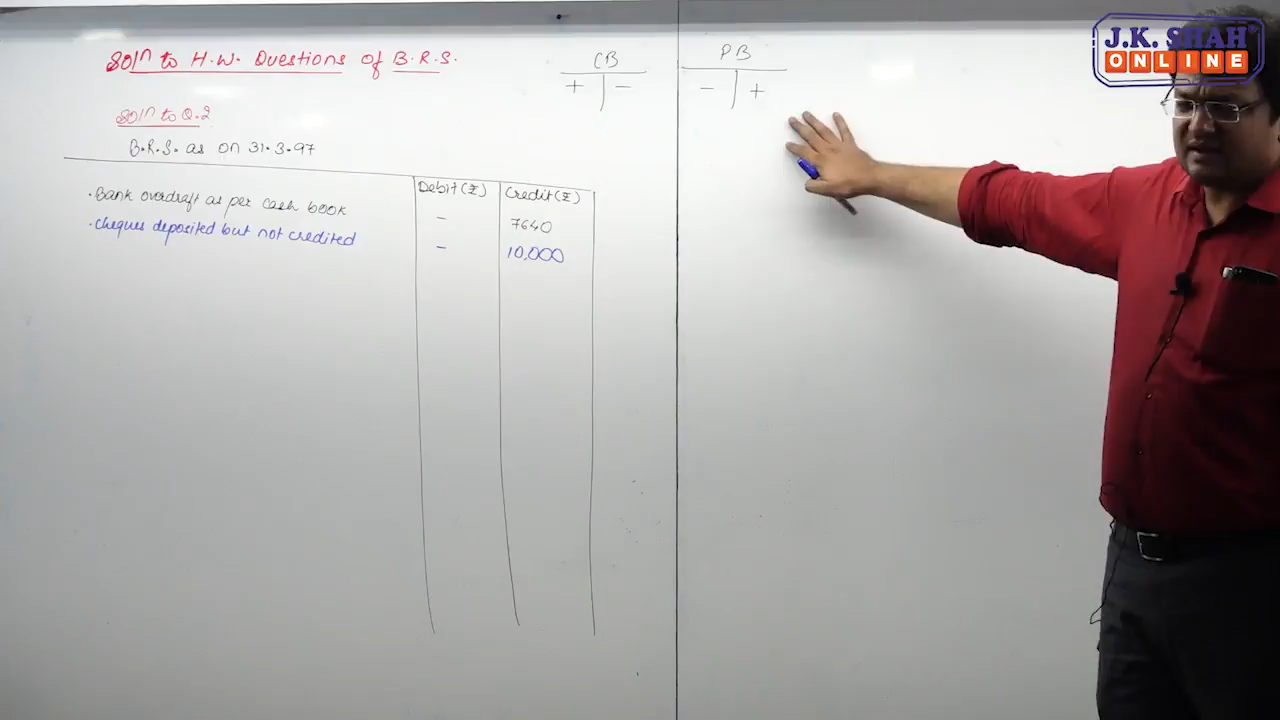 J.K. SHAH®
ONLINE
Solⁿ to H.W. Questions of B.R.S.
CB
PB
+ -
- +
Solⁿ to Q.2
B.R.S. as on 31.3.97
Debit (₹) Credit (₹)
• Bank overdraft as per cash book - 7640
• Cheques deposited but not credited - 10,000